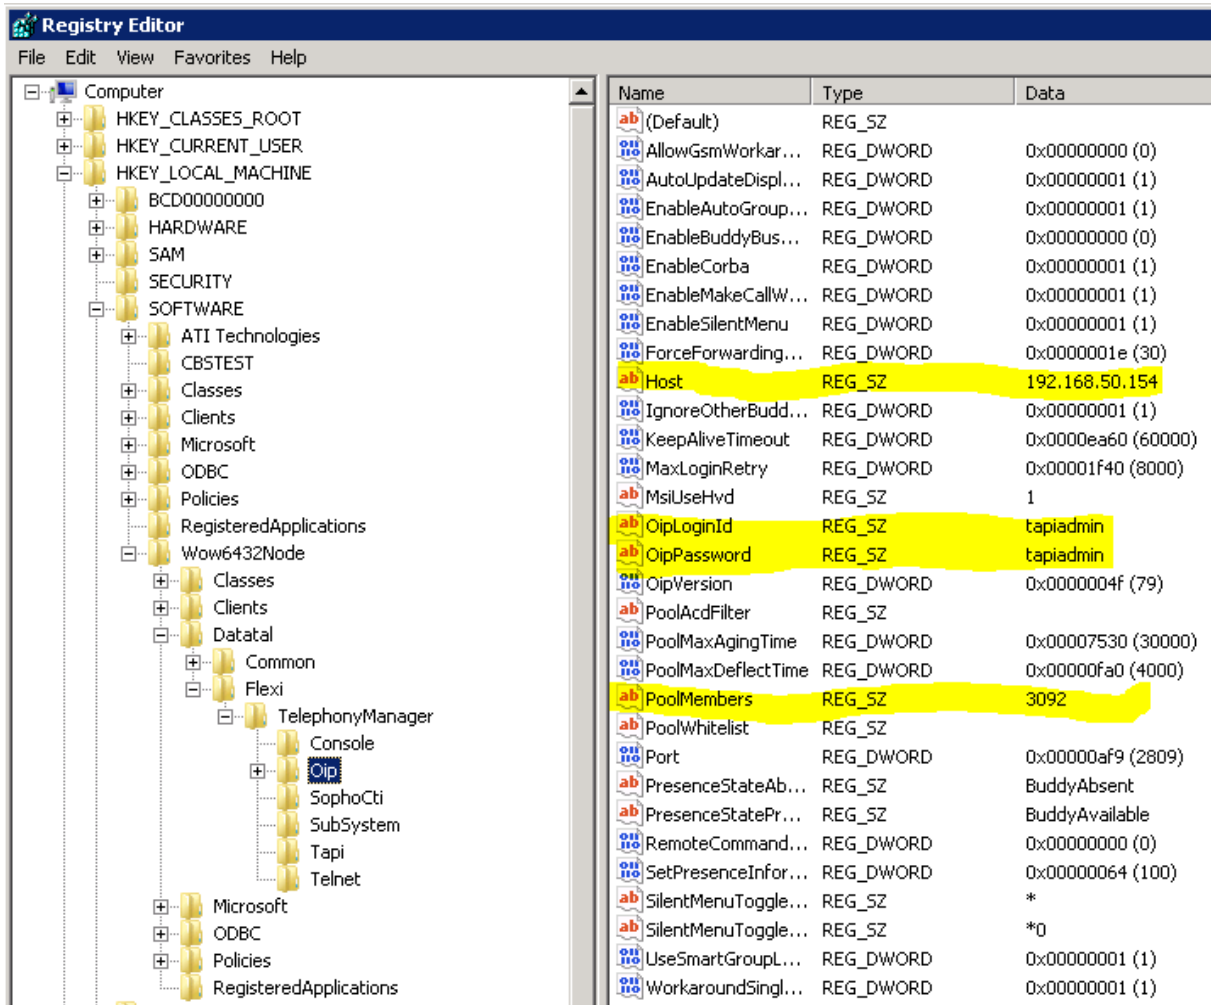 Registry Editor
File Edit View Favorites Help
Computer
HKEY_CLASSES_ROOT
HKEY_CURRENT_USER
HKEY_LOCAL_MACHINE
BCD00000000
HARDWARE
SAM
SECURITY
SOFTWARE
ATI Technologies
CBSTEST
Classes
Clients
Microsoft
ODBC
Policies
RegisteredApplications
Wow6432Node
Classes
Clients
Datatal
Common
Flexi
TelephonyManager
Console
Oip
SophoCti
SubSystem
Tapi
Telnet
Microsoft
ODBC
Policies
RegisteredApplications
Name Type Data
(Default) REG_SZ
AllowGsmWorkar... REG_DWORD 0x00000000 (0)
AutoUpdateDispl... REG_DWORD 0x00000001 (1)
EnableAutoGroup... REG_DWORD 0x00000001 (1)
EnableBuddyBus... REG_DWORD 0x00000000 (0)
EnableCorba REG_DWORD 0x00000001 (1)
EnableMakeCallW... REG_DWORD 0x00000001 (1)
EnableSilentMenu REG_DWORD 0x00000001 (1)
ForceForwarding... REG_DWORD 0x0000001e (30)
Host REG_SZ 192.168.50.154
IgnoreOtherBudd... REG_DWORD 0x00000001 (1)
KeepAliveTimeout REG_DWORD 0x0000ea60 (60000)
MaxLoginRetry REG_DWORD 0x00001f40 (8000)
MsiUseHvd REG_SZ 1
OipLoginId REG_SZ tapiadmin
OipPassword REG_SZ tapiadmin
OipVersion REG_DWORD 0x0000004f (79)
PoolAcdFilter REG_SZ
PoolMaxAgingTime REG_DWORD 0x00007530 (30000)
PoolMaxDeflectTime REG_DWORD 0x00000fa0 (4000)
PoolMembers REG_SZ 3092
PoolWhitelist REG_SZ
Port REG_DWORD 0x00000af9 (2809)
PresenceStateAb... REG_SZ BuddyAbsent
PresenceStatePr... REG_SZ BuddyAvailable
RemoteCommand... REG_DWORD 0x00000000 (0)
SetPresenceInfor... REG_DWORD 0x00000064 (100)
SilentMenuToggle... REG_SZ *
SilentMenuToggle... REG_SZ *0
UseSmartGroupL... REG_DWORD 0x00000001 (1)
WorkaroundSingl... REG_DWORD 0x00000001 (1)